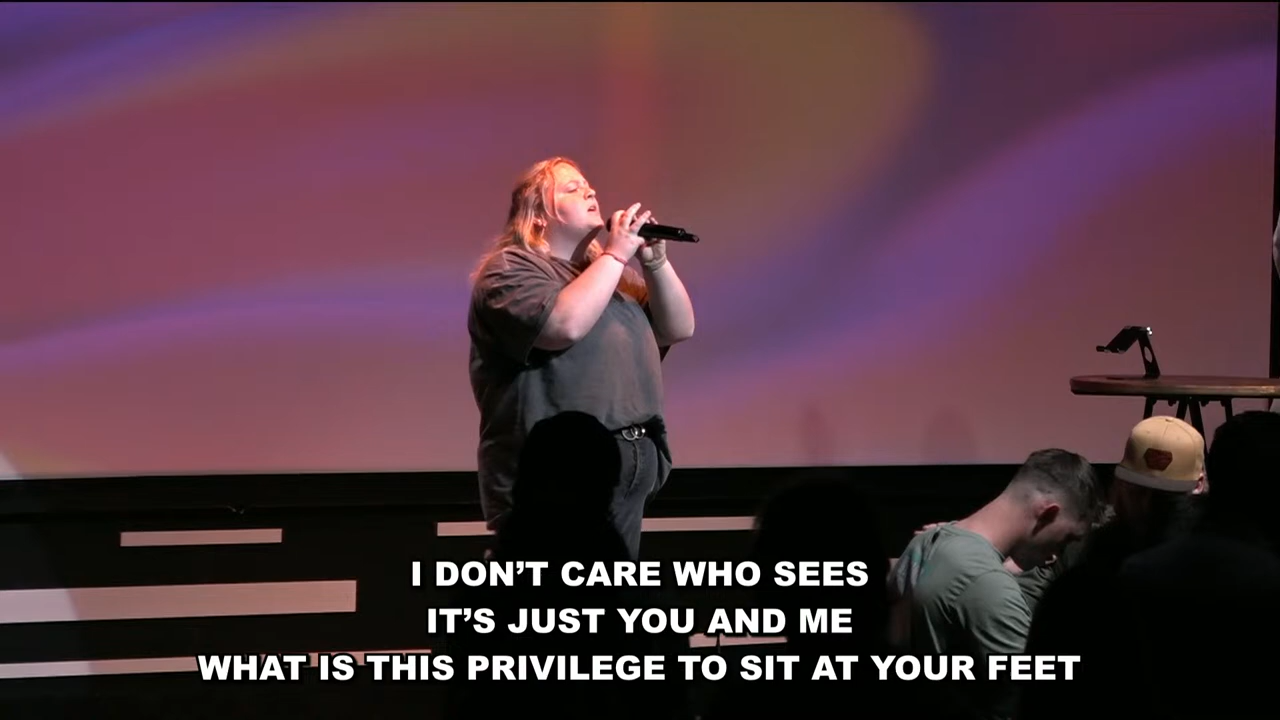 I DON’T CARE WHO SEES
IT’S JUST YOU AND ME
WHAT IS THIS PRIVILEGE TO SIT AT YOUR FEET